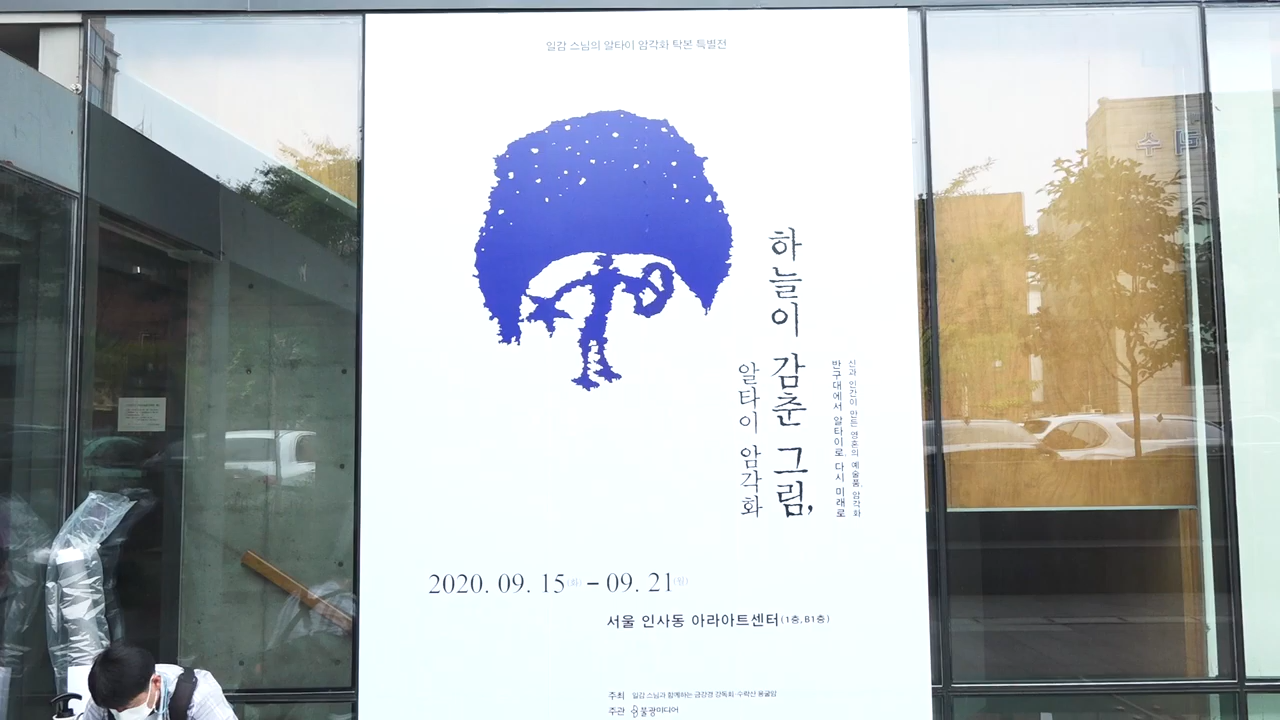 일감 스님의 알타이 암각화 탁본 특별전
신과 인간이 만든 영혼의 예술품, 암각화
반구대에서 알타이로, 다시 미래로
하늘이 감춘 그림,
알타이 암각화
2020. 09. 15(화) – 09. 21(월)
서울 인사동 아라아트센터(1층, B1층)
주최 일감 스님과 함께하는 금강경 강독회·수락산 용굴암
주관 불광미디어